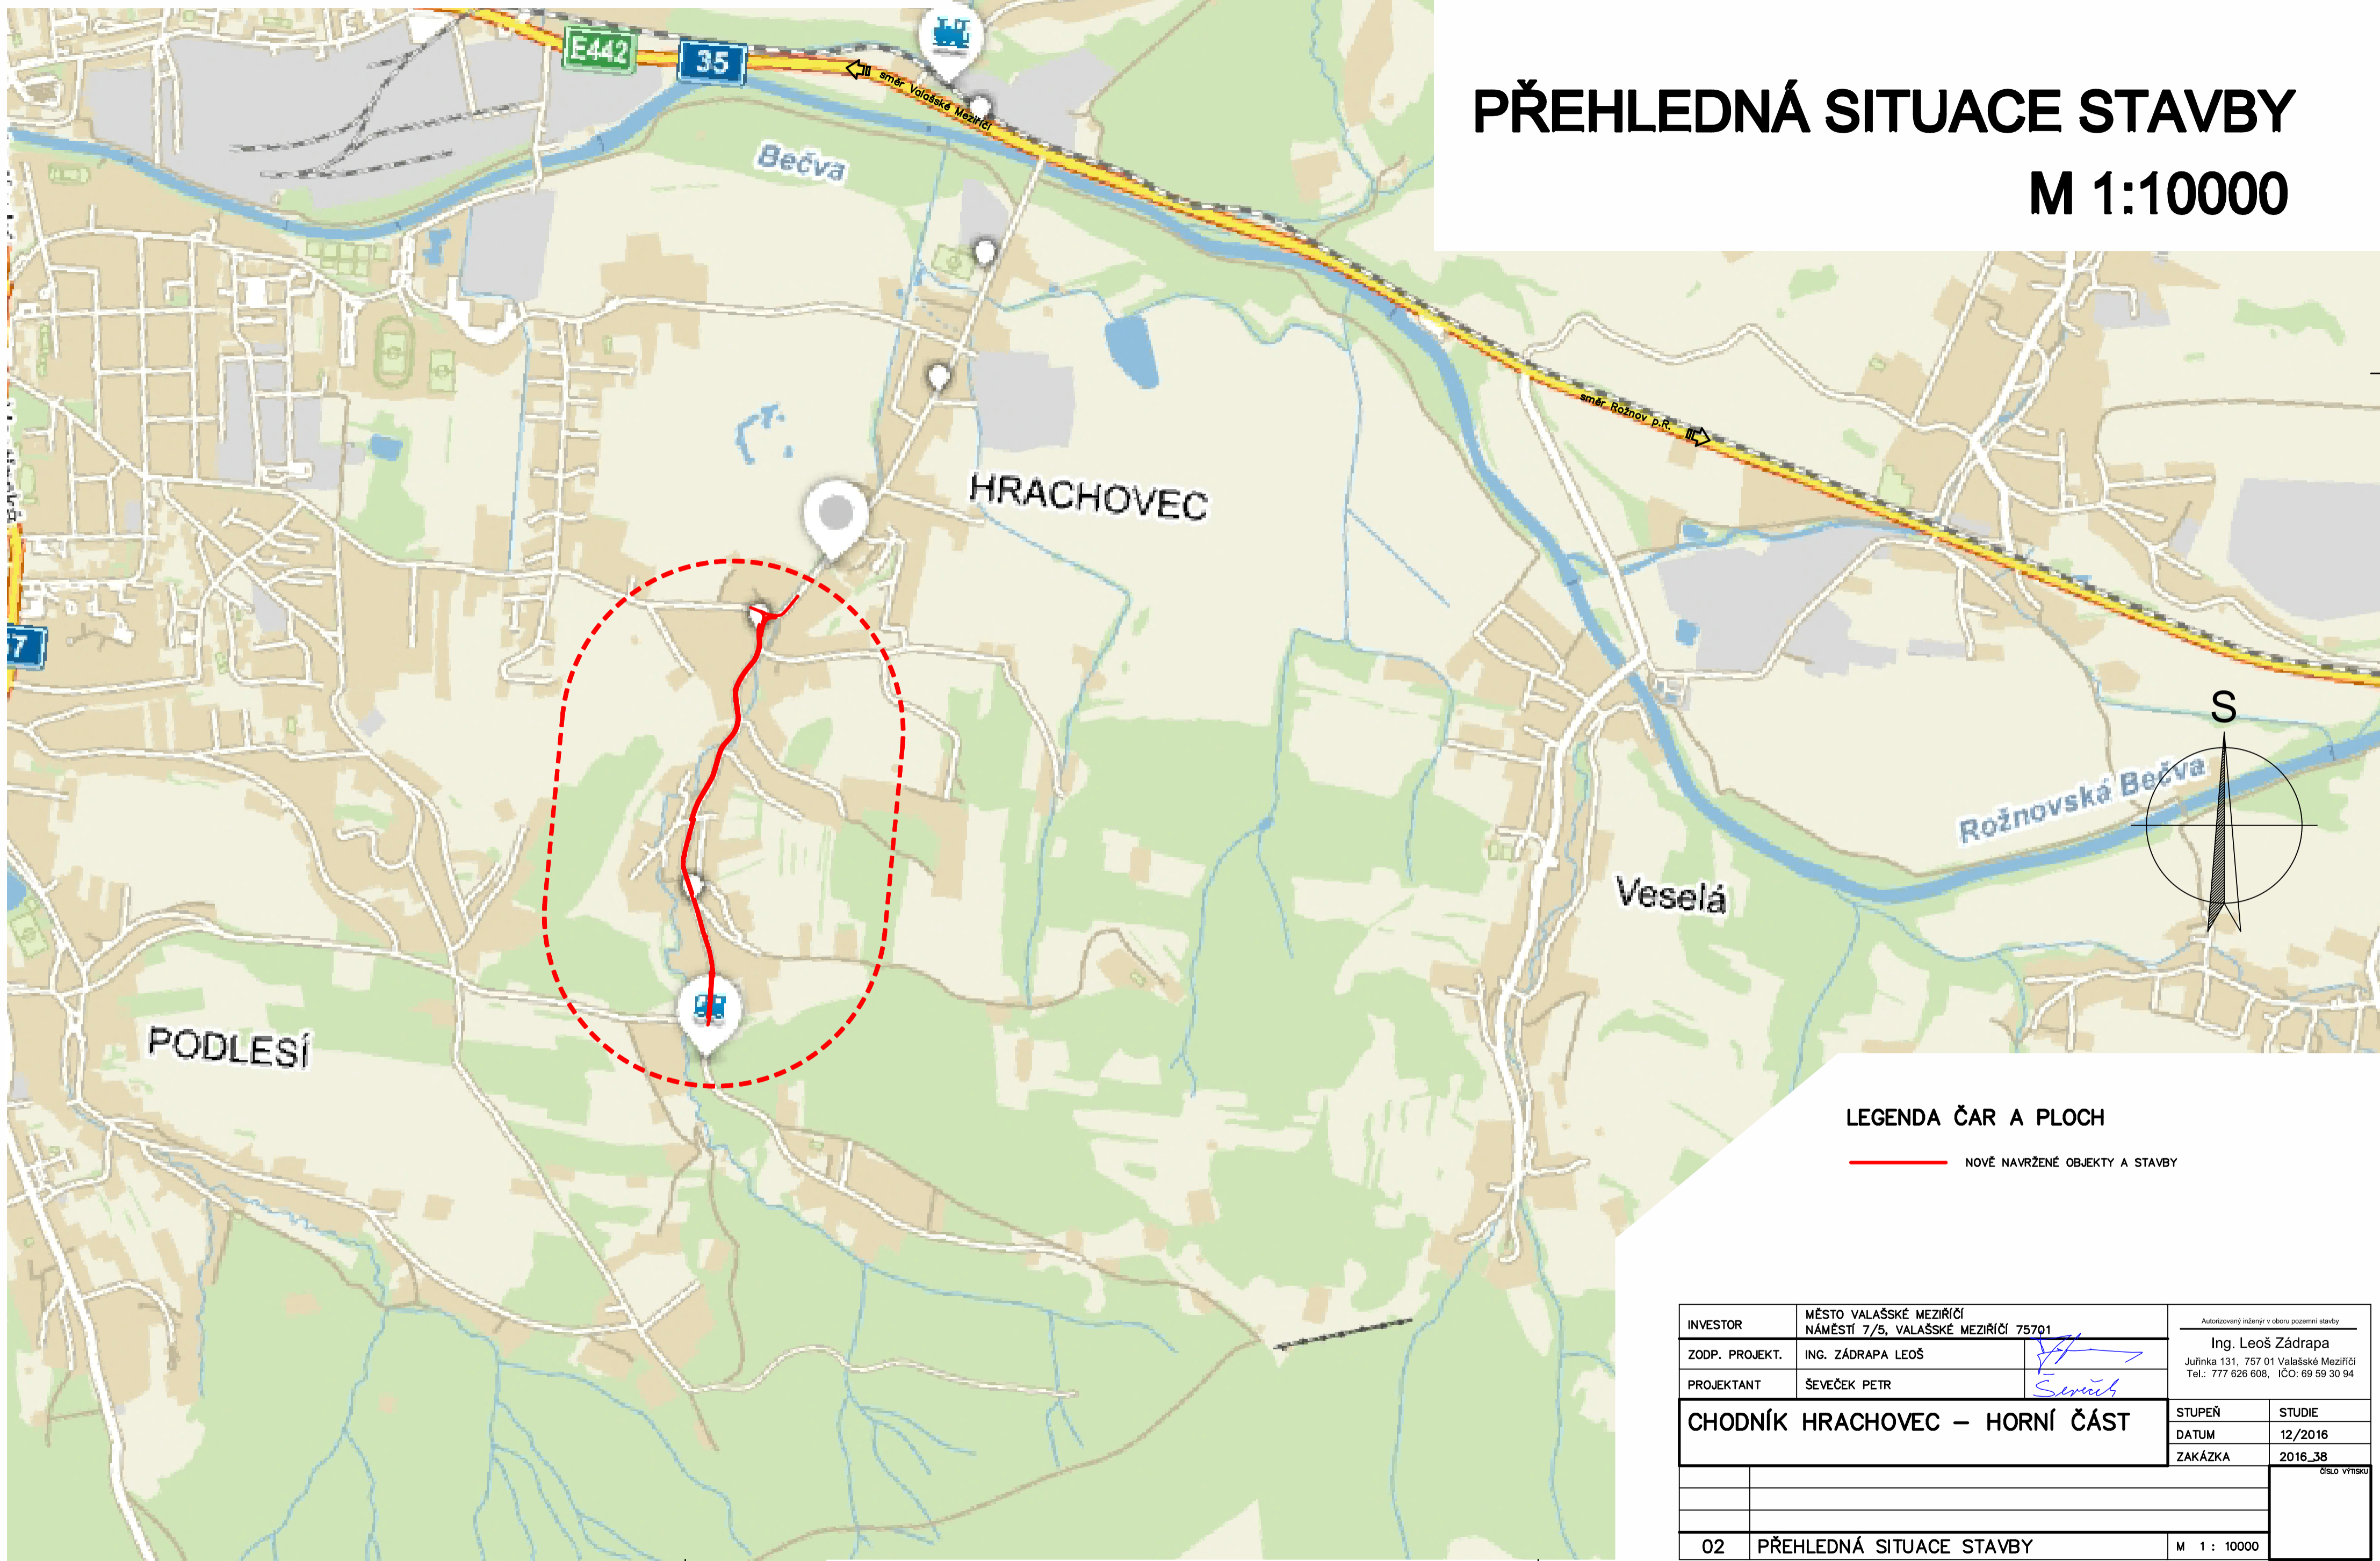 PŘEHLEDNÁ SITUACE STAVBY
M 1:10000
E442
35
směr Valašské Meziříčí
Bečva
směr Rožnov p.R.
HRACHOVEC
7
S
Rožnovská Bečva
Veselá
PODLESÍ
LEGENDA ČAR A PLOCH
NOVĚ NAVRŽENÉ OBJEKTY A STAVBY
INVESTOR
MĚSTO VALAŠSKÉ MEZIŘÍČÍ
NÁMĚSTÍ 7/5, VALAŠSKÉ MEZIŘÍČÍ 75701
ZODP. PROJEKT. ING. ZÁDRAPA LEOŠ
PROJEKTANT ŠEVEČEK PETR
Autorizovaný inženýr v oboru pozemní stavby
Ing. Leoš Zádrapa
Juřinka 131, 757 01 Valašské Meziříčí
Tel.: 777 626 608, IČO: 69 59 30 94
CHODNÍK HRACHOVEC – HORNÍ ČÁST
STUPEŇ STUDIE
DATUM 12/2016
ZAKÁZKA 2016_38
ČÍSLO VÝTISKU
02 PŘEHLEDNÁ SITUACE STAVBY M 1 : 10000